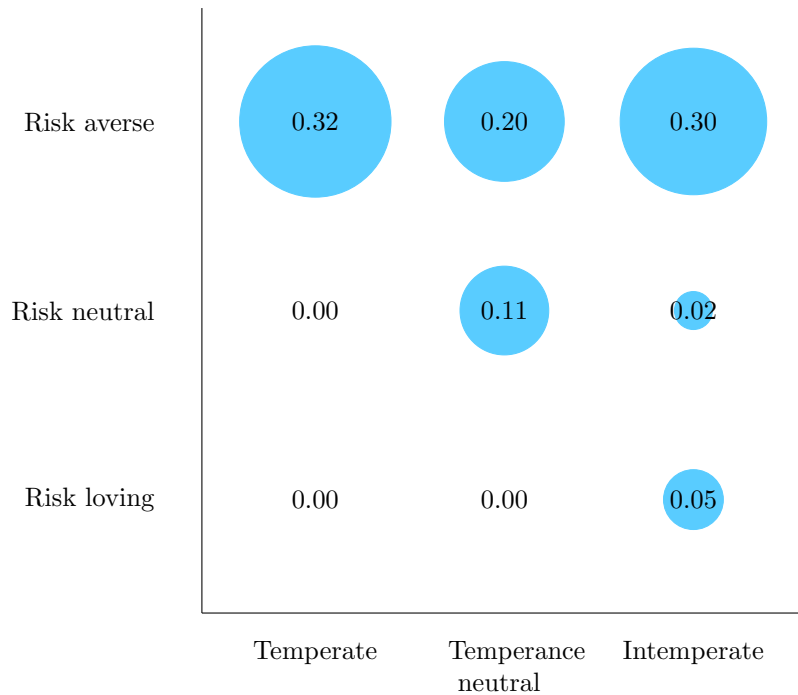 Risk averse 0.32 0.20 0.30
Risk neutral 0.00 0.11 0.02
Risk loving 0.00 0.00 0.05
Temperate Temperance Intemperate
neutral